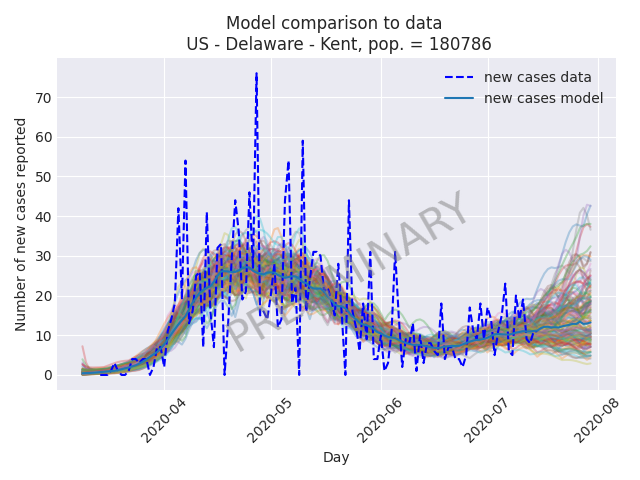 Model comparison to data
US - Delaware - Kent, pop. = 180786
new cases data
new cases model
Number of new cases reported
70
60
50
40
30
20
10
0
PRELIMINARY
2020-04
2020-05
2020-06
2020-07
2020-08
Day